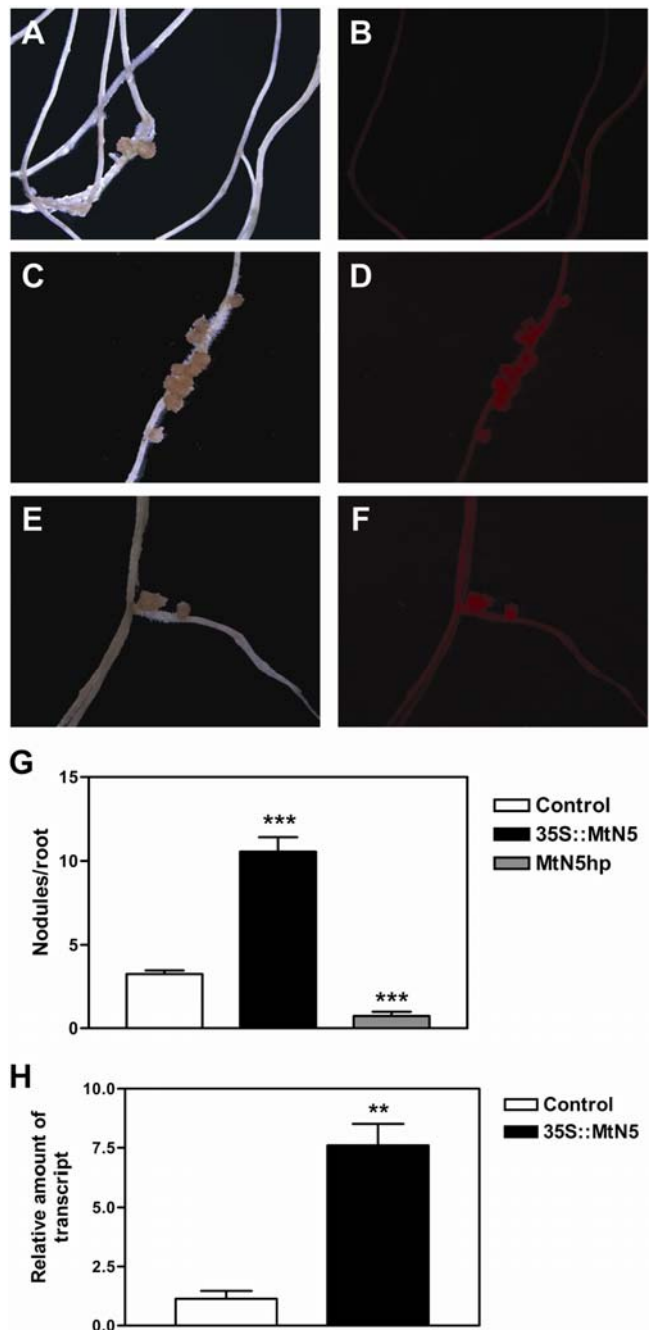 A
B
C
D
E
F
G
Nodules/root
15
10
5
0
***
***
Control
35S::MtN5
MtN5hp
H
Relative amount of
transcript
10.0
7.5
5.0
2.5
0.0
**
Control
35S::MtN5